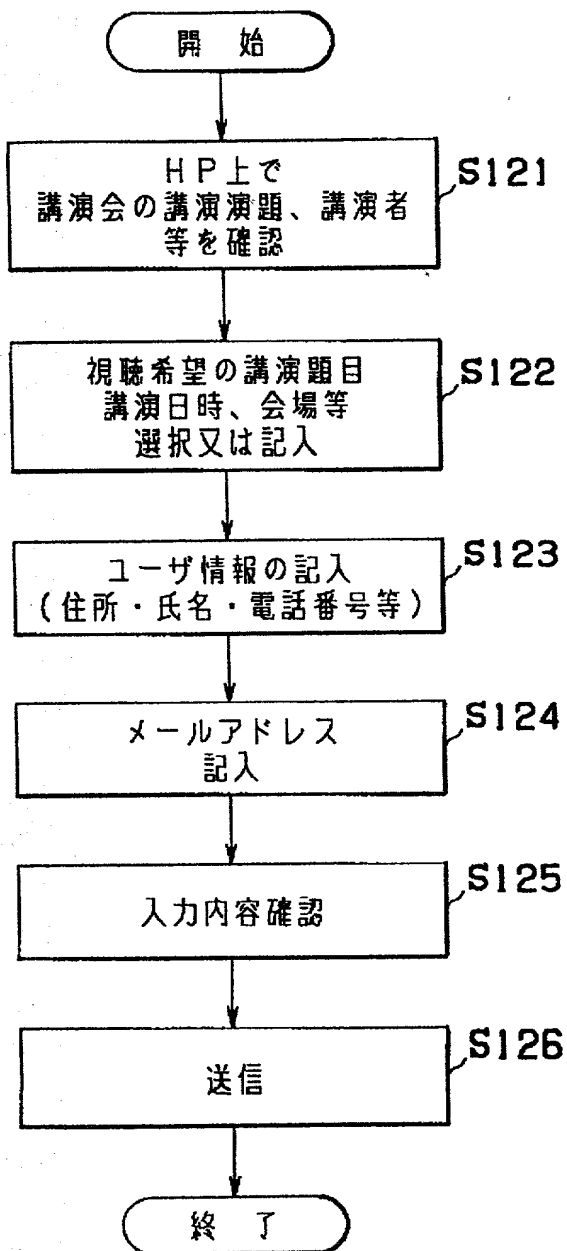 開 始
HP上で
講演会の講演演題、講演者
等を確認
S121
視聴希望の講演題目
講演日時、会場等
選択又は記入
S122
ユーザ情報の記入
(住所・氏名・電話番号等)
S123
メールアドレス
記入
S124
入力内容確認
S125
送信
S126
終 了